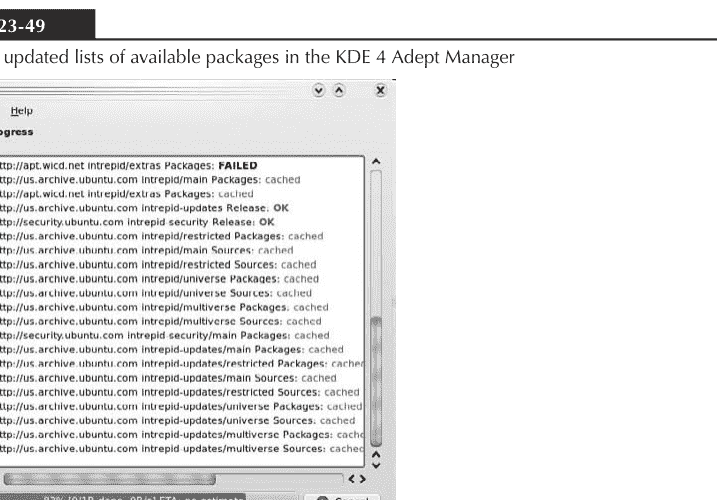 23-49
updated lists of available packages in the KDE 4 Adept Manager
Help
ogress
ttp://apt.wicd.net intrepid/extras Packages: FAILED
ttp://us.archive.ubuntu.com intrepid/main Packages: cached
ttp://apt.wicd.net intrepid/extras Packages: cached
ttp://us.archive.ubuntu.com intrepid-updates Release: OK
ttp://security.ubuntu.com intrepid security Release: OK
ttp://us.archive.ubuntu.com intrepid/restricted Packages: cached
ttp://us.archive.ubuntu.com intrepid/main Sources: cached
ttp://us.archive.ubuntu.com intrepid/restricted Sources: cached
ttp://us.archive.ubuntu.com intrepid/universe Packages: cached
ttp://us.archive.ubuntu.com intrepid/universe Sources: cached
ttp://us.archive.ubuntu.com intrepid/multiverse Packages: cached
ttp://us.archive.ubuntu.com intrepid/multiverse Sources: cached
ttp://security.ubuntu.com intrepid security/main Packages: cached
ttp://us.archive.ubuntu.com intrepid-updates/main Packages: cached
ttp://us.archive.ubuntu.com intrepid-updates/restricted Packages: cached
ttp://us.archive.ubuntu.com intrepid-updates/main Sources: cached
ttp://us.archive.ubuntu.com intrepid-updates/restricted Sources: cached
ttp://us.archive.ubuntu.com intrepid-updates/universe Packages: cached
ttp://us.archive.ubuntu.com intrepid-updates/universe Sources: cached
ttp://us.archive.ubuntu.com intrepid-updates/multiverse Packages: cache
ttp://us.archive.ubuntu.com intrepid-updates/multiverse Sources: cached